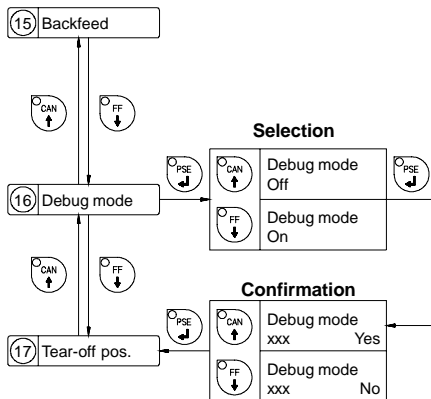 15 Backfeed
CAN
FF
Selection
PSE
CAN
Debug mode
Off
PSE
16 Debug mode
FF
Debug mode
On
CAN
FF
Confirmation
PSE
CAN
Debug mode
xxx Yes
17 Tear-off pos.
FF
Debug mode
xxx No